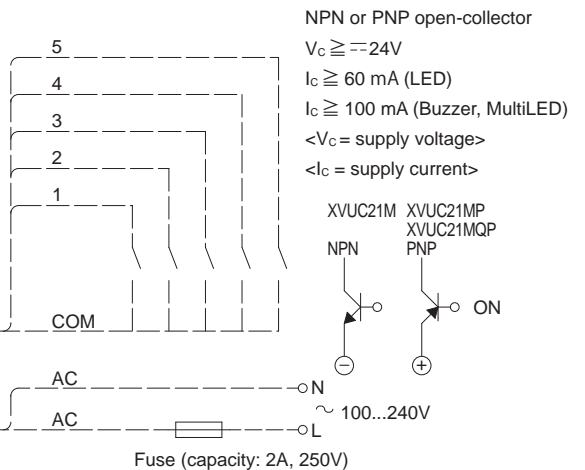 NPN or PNP open-collector
Vc ≧ ⎓ 24V
Ic ≧ 60 mA (LED)
Ic ≧ 100 mA (Buzzer, MultiLED)
<Vc = supply voltage>
<Ic = supply current>
5
4
3
2
1
COM
XVUC21M XVUC21MP
XVUC21MQP
NPN PNP
ON
− +
AC
N
~ 100...240V
AC
L
Fuse (capacity: 2A, 250V)